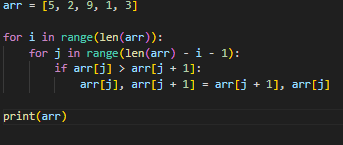 arr = [5, 2, 9, 1, 3]

for i in range(len(arr)):
    for j in range(len(arr) - i - 1):
        if arr[j] > arr[j + 1]:
            arr[j], arr[j + 1] = arr[j + 1], arr[j]

print(arr)